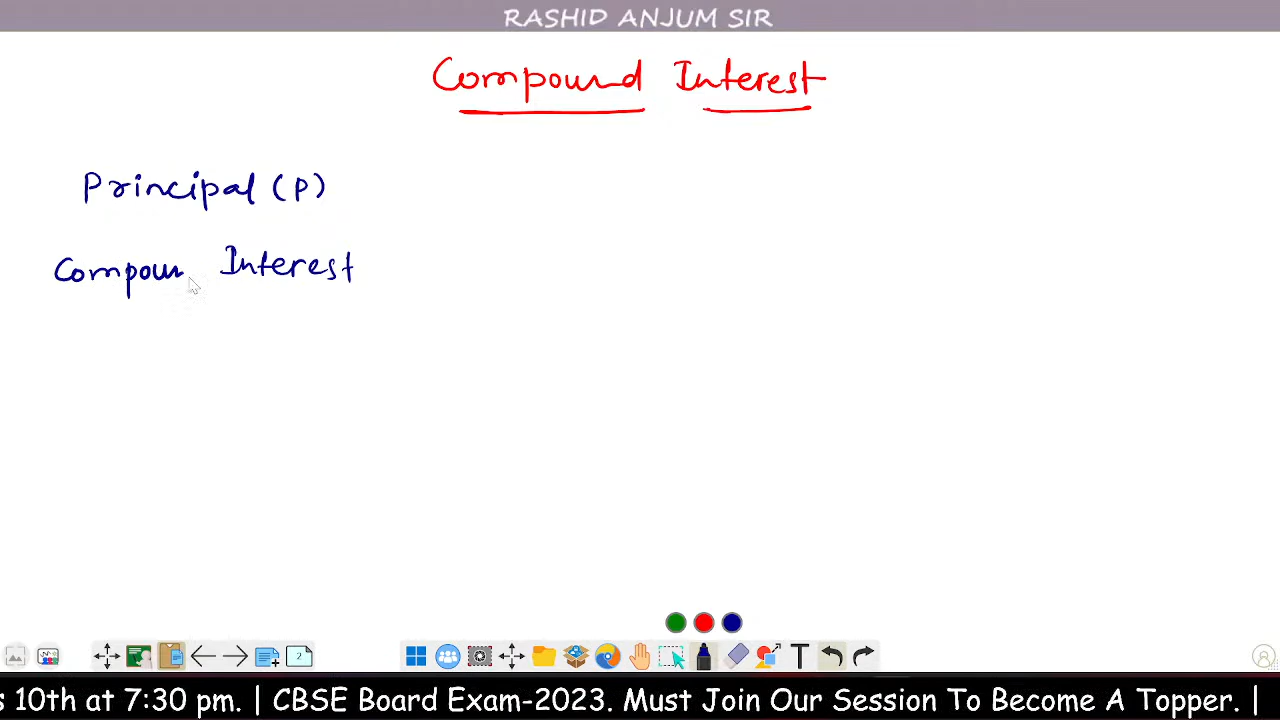 RASHID ANJUM SIR
Compound Interest
Principal (P)
Compoun Interest
s 10th at 7:30 pm. | CBSE Board Exam-2023. Must Join Our Session To Become A Topper. |